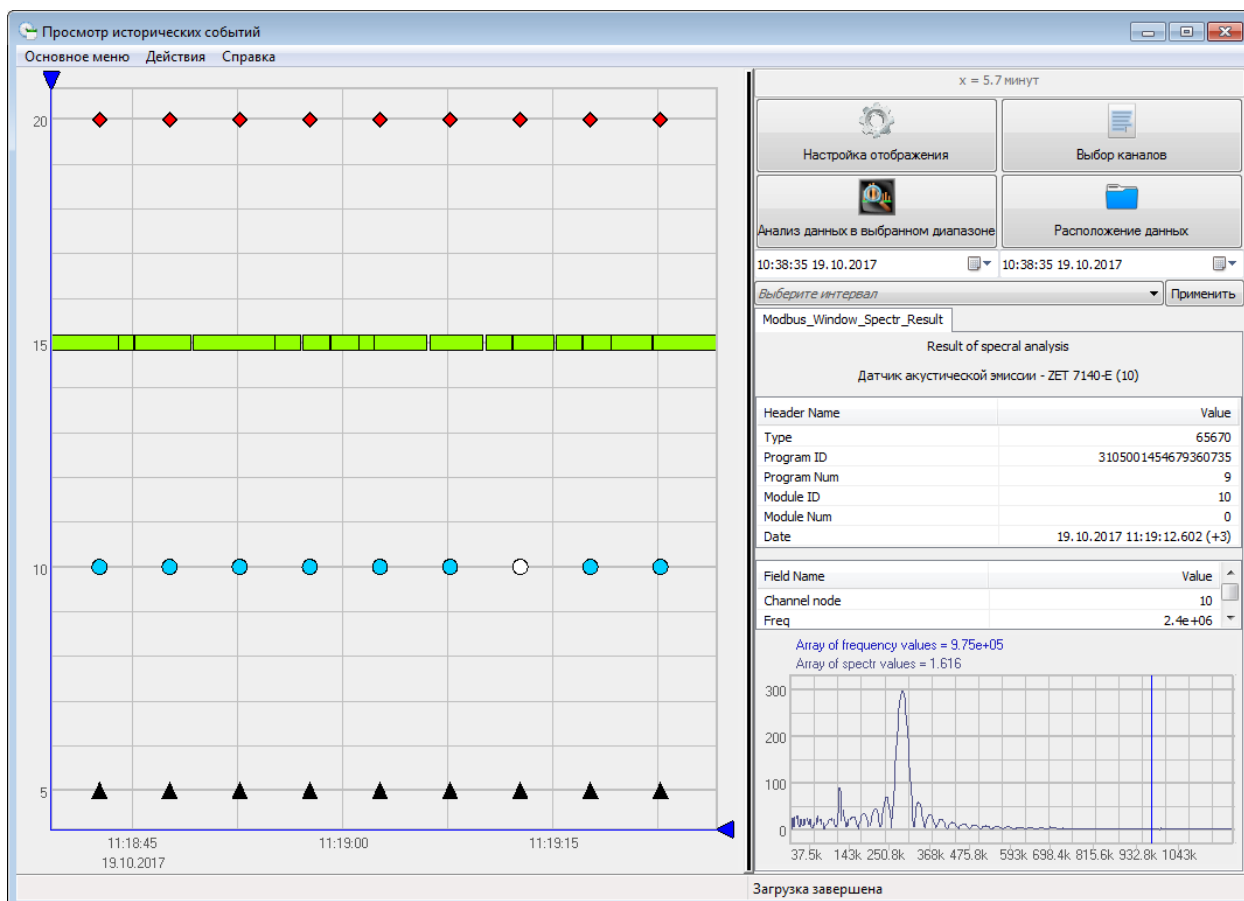 Просмотр исторических событий
Основное меню Действия Справка
20
15
10
5
11:18:45 11:19:00 11:19:15
19.10.2017
x = 5.7 минут
Настройка отображения Выбор каналов
Анализ данных в выбранном диапазоне Расположение данных
10:38:35 19.10.2017 10:38:35 19.10.2017
Выберите интервал Применить
Modbus_Window_Spectr_Result
Result of specral analysis
Датчик акустической эмиссии - ZET 7140-E (10)
Header Name Value
Type 65670
Program ID 3105001454679360735
Program Num 9
Module ID 10
Module Num 0
Date 19.10.2017 11:19:12.602 (+3)
Field Name Value
Channel node 10
Freq 2.4e+06
Array of frequency values = 9.75e+05
Array of spectr values = 1.616
300
200
100
0
37.5k 143k 250.8k 368k 475.8k 593k 698.4k 815.6k 932.8k 1043k
Загрузка завершена